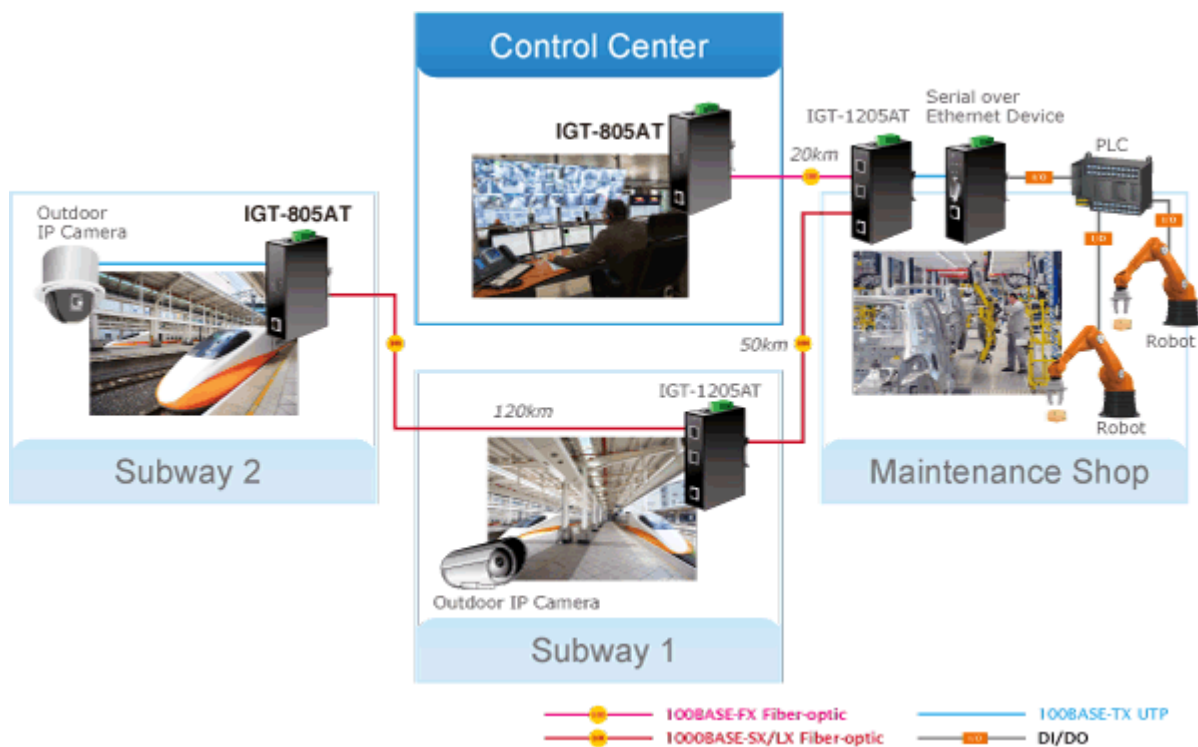 Control Center
IGT-805AT
20km
IGT-1205AT
Serial over
Ethernet Device
PLC
I/O
I/O
I/O
Robot
Robot
Maintenance Shop
Outdoor
IP Camera
IGT-805AT
Subway 2
50km
120km
IGT-1205AT
Outdoor IP Camera
Subway 1
100BASE-FX Fiber-optic
100BASE-TX UTP
1000BASE-SX/LX Fiber-optic
I/O
DI/DO